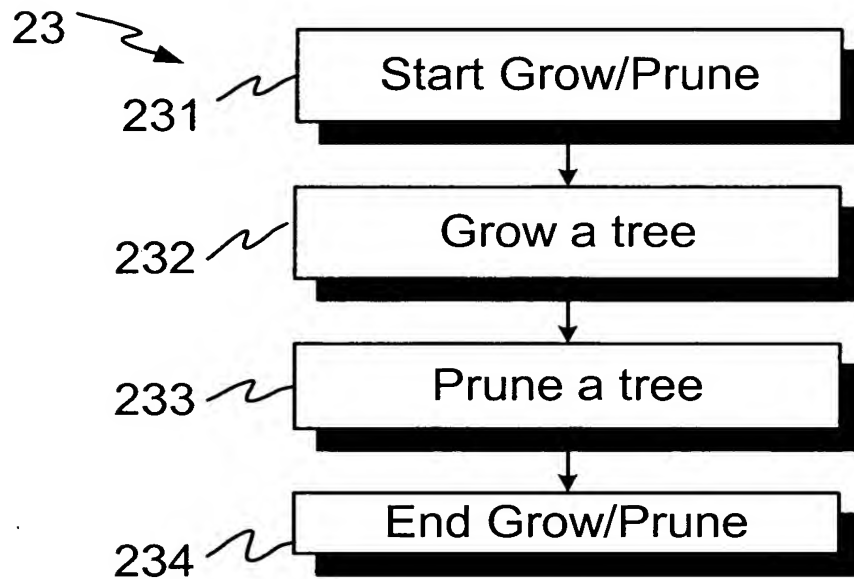 23
Start Grow/Prune
231
Grow a tree
232
Prune a tree
233
End Grow/Prune
234